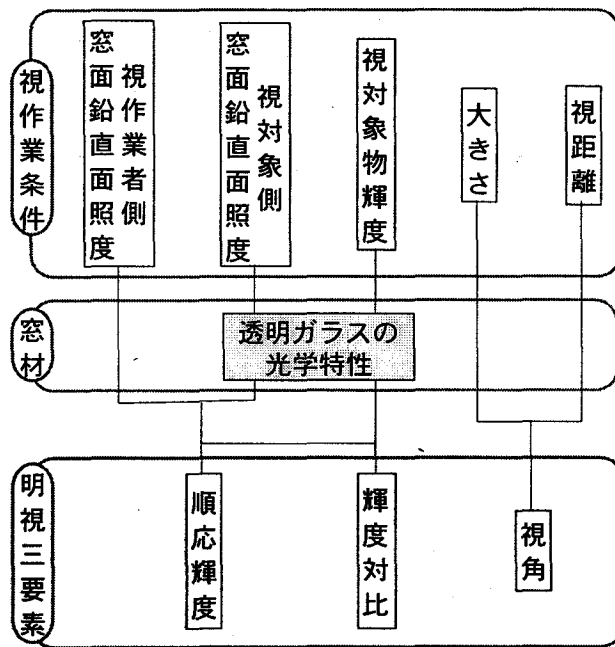 視作業条件
視作業者側
窓面鉛直面照度
視対象側
窓面鉛直面照度
視対象物輝度
大きさ
視距離
窓材
透明ガラスの
光学特性
明視三要素
順応輝度
輝度対比
視角